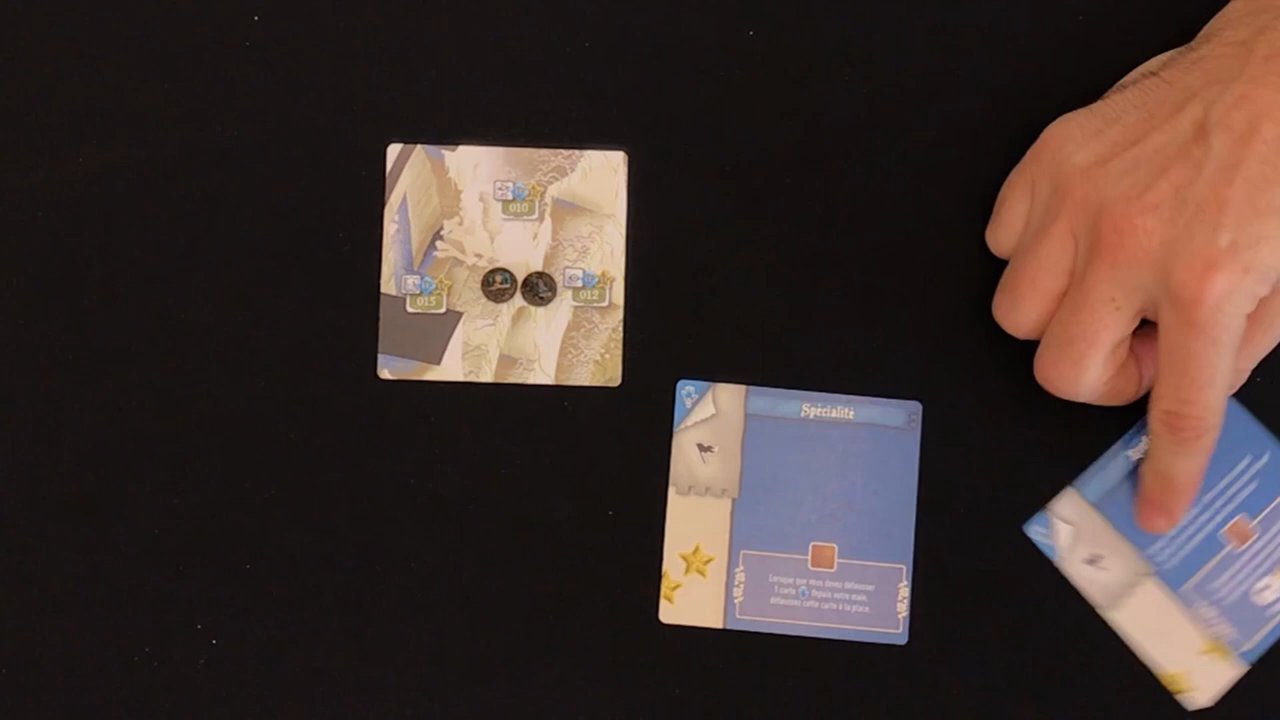 010
015
012
Spécialité
Lorsque que vous devez défausser
1 carte depuis votre main,
défaussez cette carte à la place.